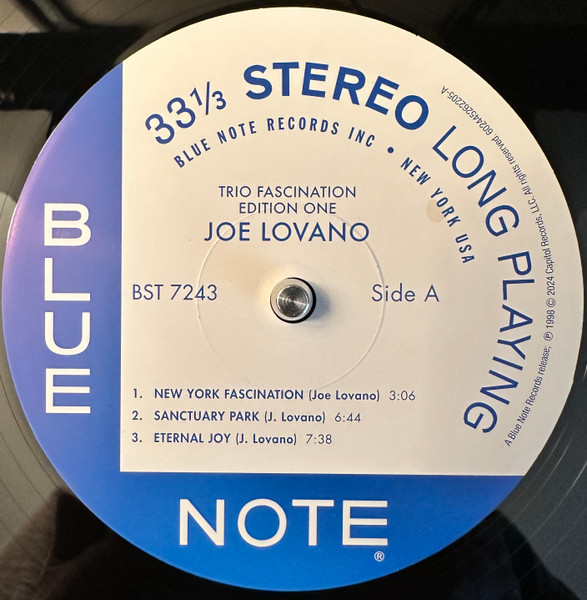 33⅓ STEREO LONG PLAYING
BLUE NOTE RECORDS INC • NEW YORK USA
TRIO FASCINATION
EDITION ONE
JOE LOVANO
BST 7243
Side A
1. NEW YORK FASCINATION (Joe Lovano) 3:06
2. SANCTUARY PARK (J. Lovano) 6:44
3. ETERNAL JOY (J. Lovano) 7:38
A Blue Note Records release; ℗ 1998 © 2024 Capitol Records, LLC. All rights reserved 602445262205-A
BLUE
NOTE®